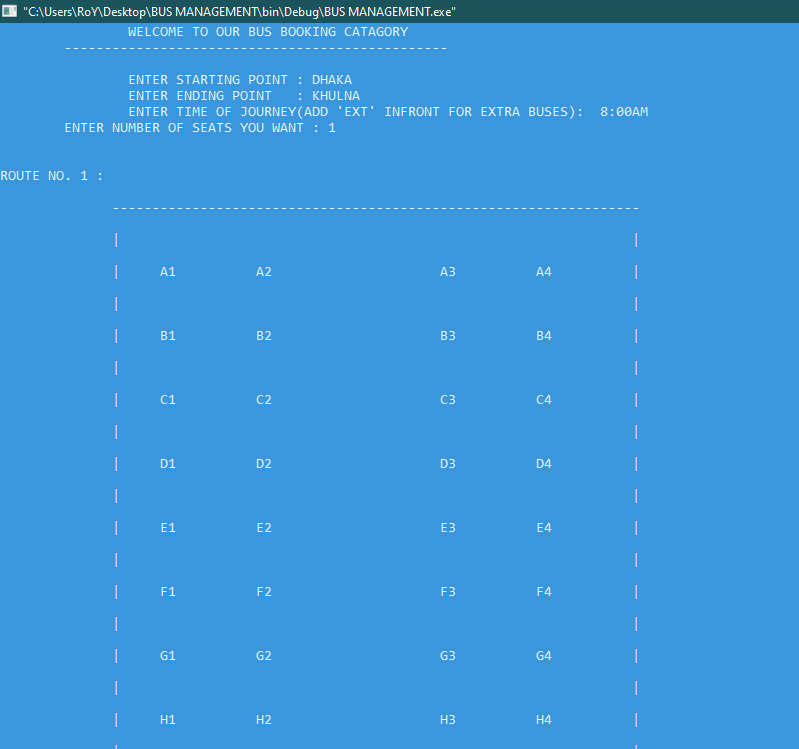 "C:\Users\RoY\Desktop\BUS MANAGEMENT\bin\Debug\BUS MANAGEMENT.exe"
WELCOME TO OUR BUS BOOKING CATAGORY
------------------------------------------------
ENTER STARTING POINT : DHAKA
ENTER ENDING POINT   : KHULNA
ENTER TIME OF JOURNEY(ADD 'EXT' INFRONT FOR EXTRA BUSES):  8:00AM
ENTER NUMBER OF SEATS YOU WANT : 1
ROUTE NO. 1 :
------------------------------------------------------------------
|                                                                |
|     A1          A2                     A3          A4          |
|                                                                |
|     B1          B2                     B3          B4          |
|                                                                |
|     C1          C2                     C3          C4          |
|                                                                |
|     D1          D2                     D3          D4          |
|                                                                |
|     E1          E2                     E3          E4          |
|                                                                |
|     F1          F2                     F3          F4          |
|                                                                |
|     G1          G2                     G3          G4          |
|                                                                |
|     H1          H2                     H3          H4          |
|                                                                |